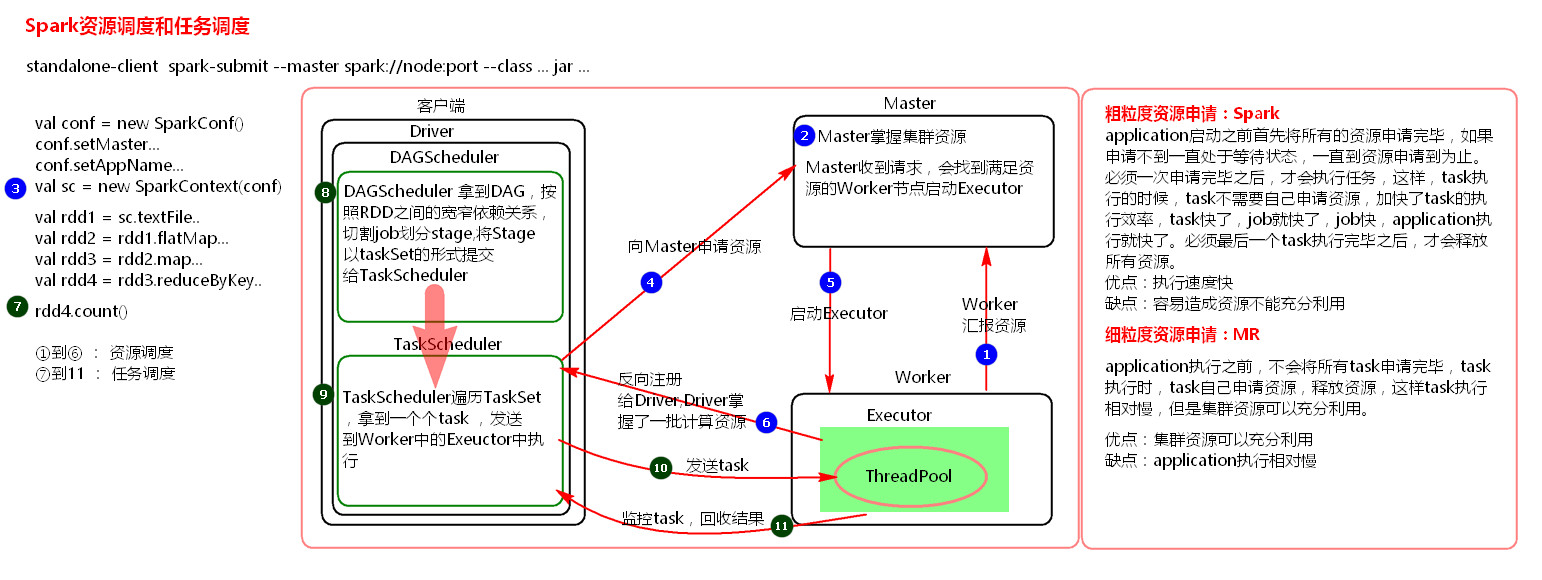 Spark资源调度和任务调度
standalone-client spark-submit --master spark://node:port --class ... jar ...
val conf = new SparkConf()
conf.setMaster...
conf.setAppName...
3 val sc = new SparkContext(conf)
val rdd1 = sc.textFile..
val rdd2 = rdd1.flatMap...
val rdd3 = rdd2.map...
val rdd4 = rdd3.reduceByKey..
7 rdd4.count()
①到⑥ ： 资源调度
⑦到11 ： 任务调度
客户端
Driver
DAGScheduler
8
DAGScheduler 拿到DAG，按
照RDD之间的宽窄依赖关系，
切割job划分stage,将Stage
以taskSet的形式提交
给TaskScheduler
TaskScheduler
9
TaskScheduler遍历TaskSet
，拿到一个个task ，发送
到Worker中的Exeuctor中执
行
向Master申请资源
4
Master
2 Master掌握集群资源
Master收到请求，会找到满足资
源的Worker节点启动Executor
5
启动Executor
Worker
汇报资源
1
反向注册
给Driver,Driver掌
握了一批计算资源 6
10 发送task
监控task，回收结果 11
Worker
Executor
ThreadPool
粗粒度资源申请：Spark
application启动之前首先将所有的资源申请完毕，如果
申请不到一直处于等待状态，一直到资源申请到为止。
必须一次申请完毕之后，才会执行任务，这样，task执
行的时候，task不需要自己申请资源，加快了task的执
行效率，task快了，job就快了，job快，application执
行就快了。必须最后一个task执行完毕之后，才会释放
所有资源。
优点：执行速度快
缺点：容易造成资源不能充分利用
细粒度资源申请：MR
application执行之前，不会将所有task申请完毕，task
执行时，task自己申请资源，释放资源，这样task执行
相对慢，但是集群资源可以充分利用。
优点：集群资源可以充分利用
缺点：application执行相对慢